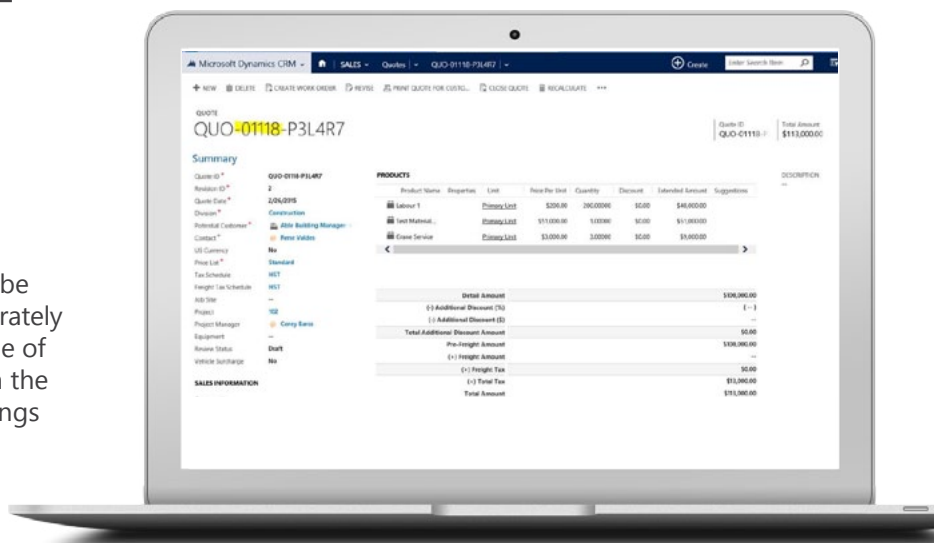 be
rately
e of
n the
ngs
Microsoft Dynamics CRM SALES Quotes QUO-01118-P3L4R7 Create Enter Search Item
+ NEW DELETE CREATE WORK ORDER REVISE PRINT QUOTE FOR CUSTO... CLOSE QUOTE RECALCULATE •••
QUOTE
QUO-01118-P3L4R7
Quote ID Total Amount
QUO-01118-P $113,000.00
Summary
Quote ID * QUO-01118-P3L4R7
Revision ID * 2
Quote Date * 2/26/2015
Division * Construction
Potential Customer * Able Building Manager
Contact * Rene Valdes
US Currency No
Price List * Standard
Tax Schedule HST
Freight Tax Schedule HST
Job Site --
Project 102
Project Manager Corey
Equipment --
Review Status Draft
Vehicle Surcharge No
SALES INFORMATION
PRODUCTS
Product Name Properties Unit Price Per Unit Quantity Discount Extended Amount Suggestions
Labour 1 Primary Unit $200.00 200.00000 $0.00 $40,000.00
Test Material... Primary Unit $11,000.00 $0.00
Crane Service Primary Unit $3,000.00 3.00000 $0.00 $9,000.00
Detail Amount $100,000.00
(-) Additional Discount (%) (--)
(-) Additional Discount ($) --
Total Additional Discount Amount $0.00
Pre-Freight Amount $100,000.00
(+) Freight Amount --
(+) Freight Tax $0.00
(+) Total Tax $13,000.00
Total Amount $113,000.00
DESCRIPTION
--